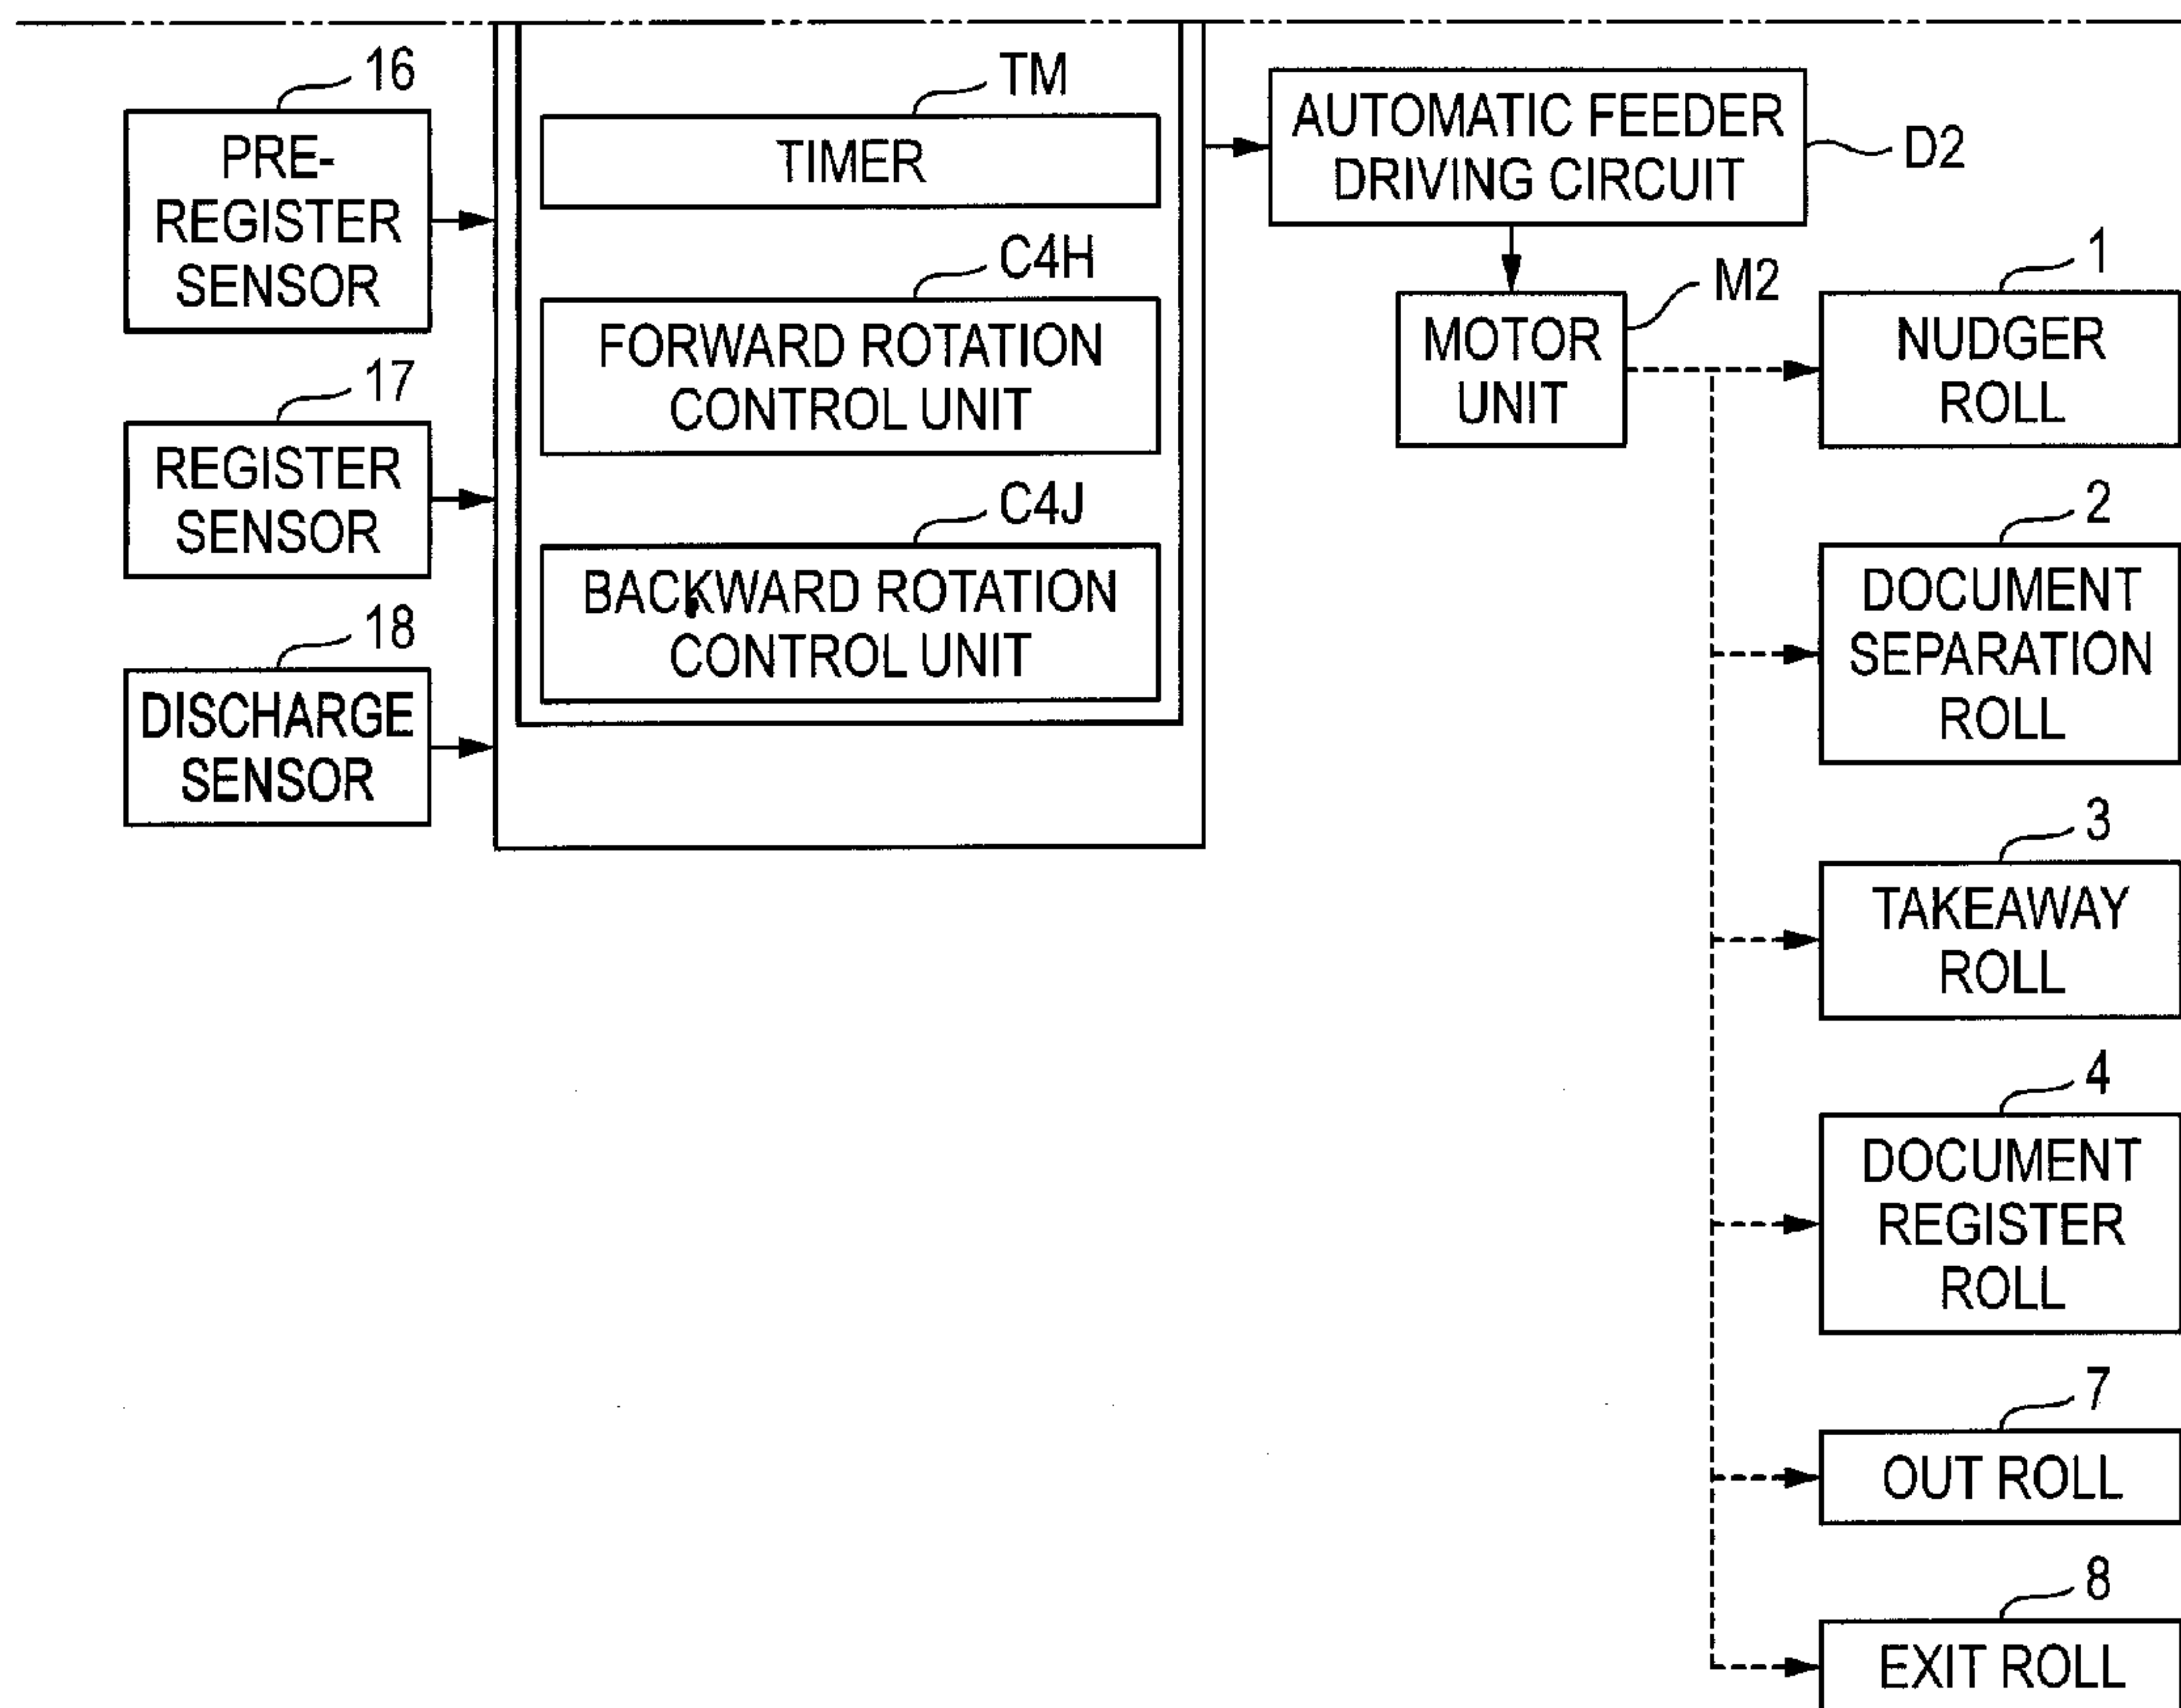 16
PRE-
REGISTER
SENSOR
17
REGISTER
SENSOR
18
DISCHARGE
SENSOR
TM
TIMER
C4H
FORWARD ROTATION
CONTROL UNIT
C4J
BACKWARD ROTATION
CONTROL UNIT
AUTOMATIC FEEDER
DRIVING CIRCUIT
D2
M2
MOTOR
UNIT
1
NUDGER
ROLL
2
DOCUMENT
SEPARATION
ROLL
3
TAKEAWAY
ROLL
4
DOCUMENT
REGISTER
ROLL
7
OUT ROLL
8
EXIT ROLL